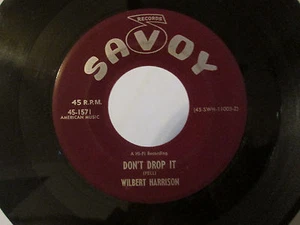 RECORDS
SAVOY
45 R.P.M.
45-1571
AMERICAN MUSIC
A Hi-Fi Recording
DON'T DROP IT
WILBERT HARRISON